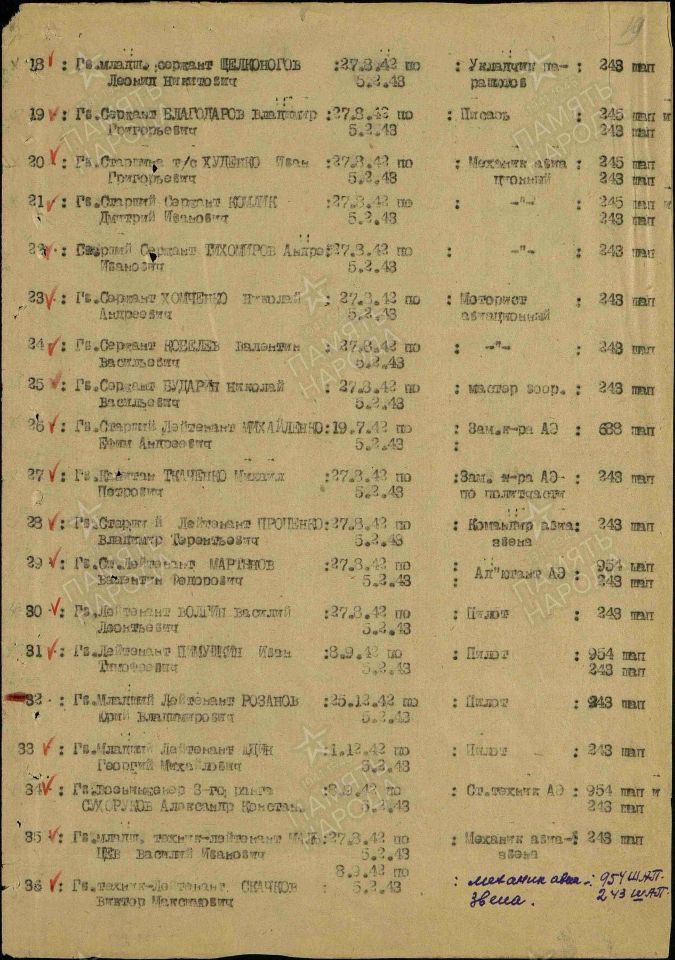 19
18 : Гв.младш. сержант ЩЕЛКОНОГОВ :27.8.42 по : Укладчик па- : 243 шап
Леонид Никитович 5.2.43 рашютов
19 : Гв.Сержант БЛАГОДАРОВ Владимир :27.8.42 по : Писарь : 245 шап и
Григорьевич 5.2.43 243 шап
20 : Гв.Старшина т/с ХУДЕНКО Иван :27.8.42 по : Механик авиа : 245 шап
Григорьевич 5.2.43 ционный 243 шап
21 : Гв.Старший Сержант КОМЛИК :27.8.42 по : -"- : 245 шап и
Дмитрий Иванович 5.2.43 243 шап
22 . Старший Сержант ТИХОМИРОВ Андре :27.8.42 по : -"- : 243 шап
Иванович 5.2.43
23 . Гв.Сержант ХОМЧЕНКО Николай : 27.8.42 по : Моторист : 243 шап
Андреевич 5.2.43 авиационный
24 : Гв.Сержант КОБЕЛЕВ Валентин : 27.8.42 по : -"- : 243 шап
Васильевич 5.2.43
25 : Гв.Сержант БУДАРИН Николай : 27.8.42 по : мастер воор. : 243 шап
Васильевич 5.2.43
26 : Гв.Старший Лейтенант МИХАЙЛЕНКО:19.7.42 по : Зам.к-ра АЭ : 688 шап
Ефим Андреевич 5.2.43 :
27 : Гв.Капитан ТКАЧЕНКО Михаил :27.8.42 по :Зам. к-ра АЭ- : 243 шап
Петрович 5.2.43 по политчасти
28 : Гв.Старший Лейтенант ПРОЦЕНКО:27.8.42 по : Командир авиа: 243 шап
Владимир Терентьевич 5.2.43 звена
29 : Гв.Ст.Лейтенант МАРТЫНОВ :27.8.42 по : Ад"ютант АЭ : 954 шап
Валентин Федорович 5.2.43 : 243 шап
30 : Гв.Лейтенант ВОЛГИН Василий :27.8.42 по : Пилот : 243 шап
Леонтьевич 5.2.43
31 : Гв.Лейтенант Иван :8.9.42 по : Пилот : 954 шап
Тимофеевич 5.2.43 243 шап
32 . Гв.Младший Лейтенант РОЗАНОВ :25.12.42 по : Пилот : 243 шап
Юрий Владимирович 5.2.43
33 : Гв.Младший Лейтенант ЮДИН :1.12.42 по : Пилот : 243 шап
Георгий Михайлович 5.2.43
34 : Гв.Военинженер 3-го ранга :8.9.42 по : Ст.техник АЭ : 954 шап и
СУХОРУКОВ Александр Констан. 5.2.43 243 шап
35 : Гв.младш. техник-лейтенант МАЛЬ:27.8.42 по : Механик авиа-: 243 шап
ЦЕВ Василий Иванович 5.2.43 звена
8.9.42 по
36 : Гв.техник-Лейтенант СКАЧКОВ : 5.2.43 : механик авиа-: 954 ШАП.
Виктор Максимович звена. 243 ШАП.
ПАМЯТЬ НАРОДА